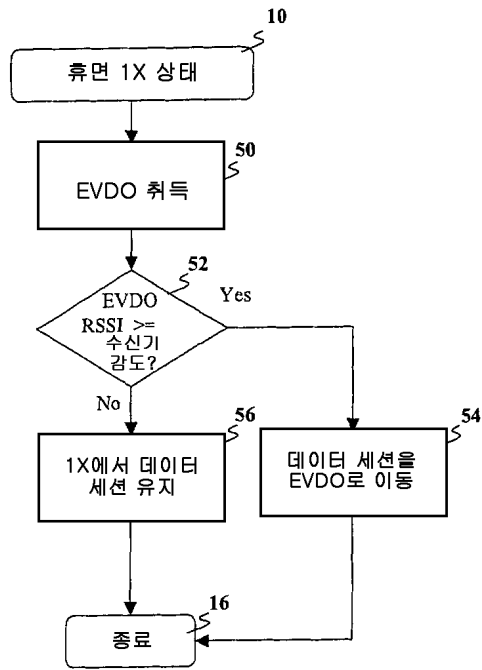 10
휴면 1X 상태
50
EVDO 취득
52
EVDO
RSSI >=
수신기
감도?
Yes
No
56
1X에서 데이터
세션 유지
54
데이터 세션을
EVDO로 이동
16
종료